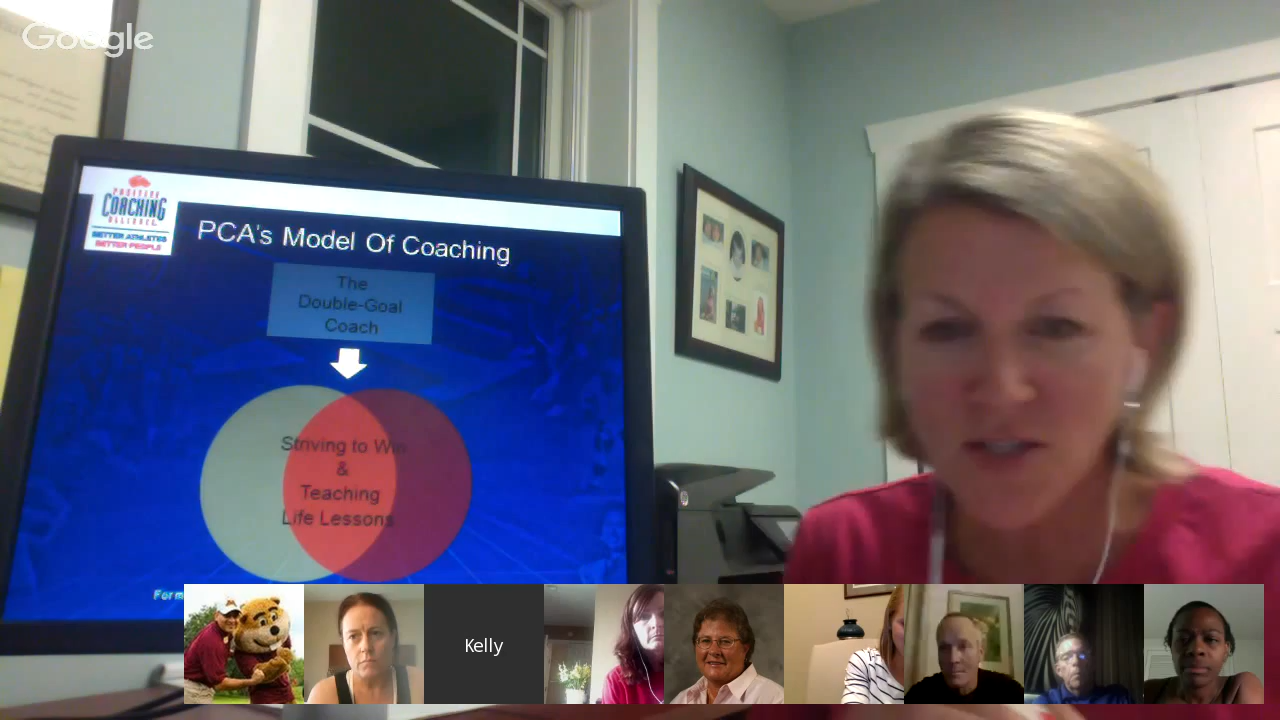 Google
POSITIVE
COACHING
ALLIANCE
BETTER ATHLETES
BETTER PEOPLE
PCA's Model Of Coaching
The
Double-Goal
Coach
Striving to Win
&
Teaching
Life Lessons
Kelly